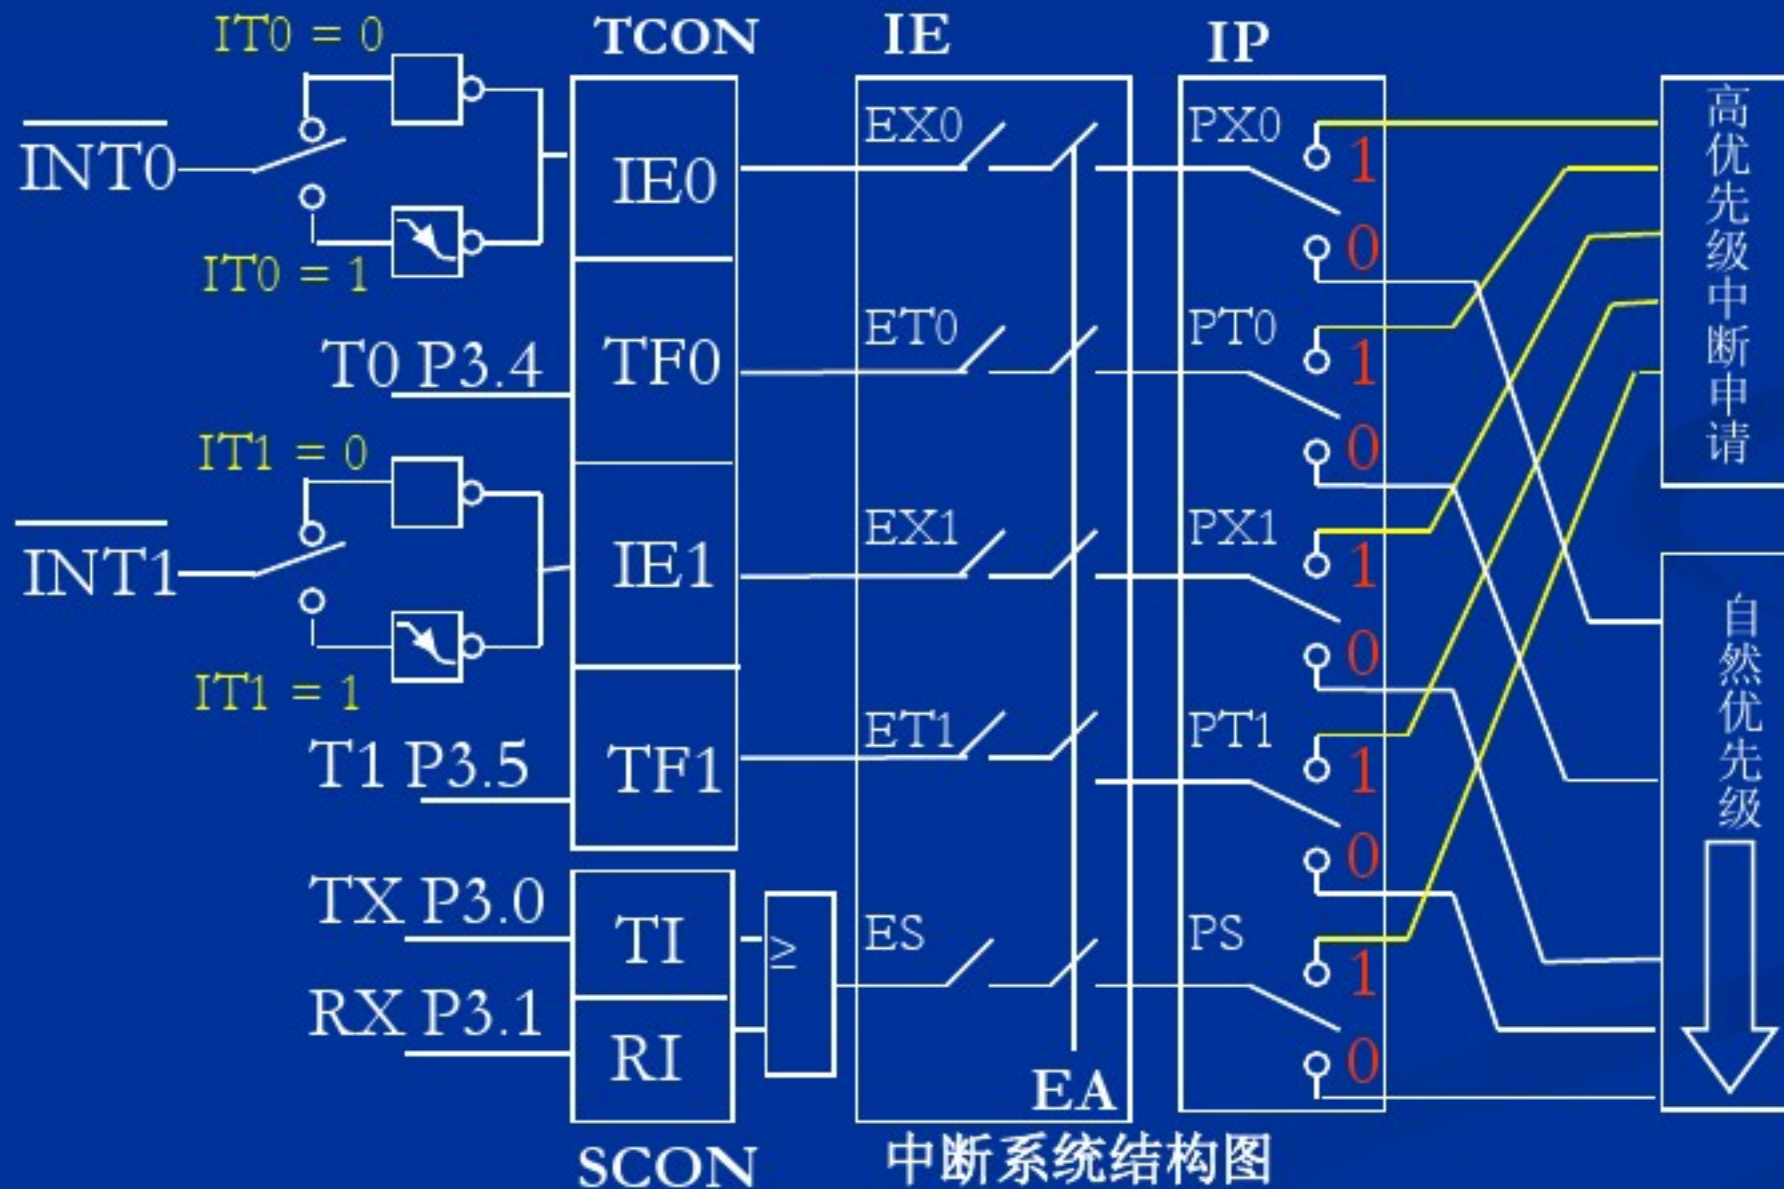 TCON IE IP
IT0 = 0
INT0
IT0 = 1
IE0
EX0
PX0
1
0
T0 P3.4
TF0
ET0
PT0
1
0
IT1 = 0
INT1
IT1 = 1
IE1
EX1
PX1
1
0
T1 P3.5
TF1
ET1
PT1
1
0
TX P3.0
TI
≥
ES
PS
1
0
RX P3.1
RI
EA
SCON
高优先级中断申请
自然优先级
中断系统结构图